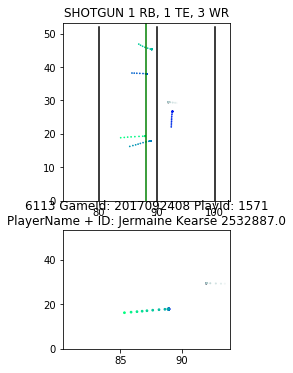 SHOTGUN 1 RB, 1 TE, 3 WR
50
40
30
20
10
0
80 90 100
6113 GameId: 2017092408 PlayId: 1571
PlayerName + ID: Jermaine Kearse 2532887.0
40
20
0
85 90